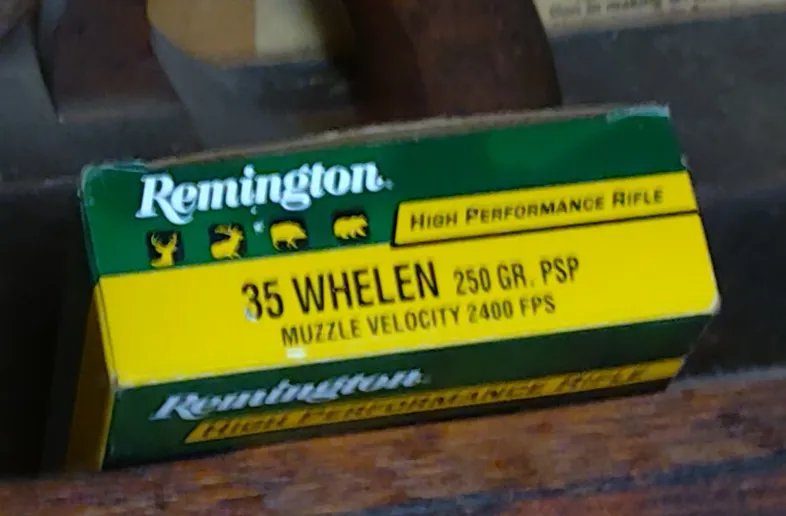 Remington.
HIGH PERFORMANCE RIFLE
35 WHELEN 250 GR. PSP
MUZZLE VELOCITY 2400 FPS
Remington.
HIGH PERFORMANCE RIFLE